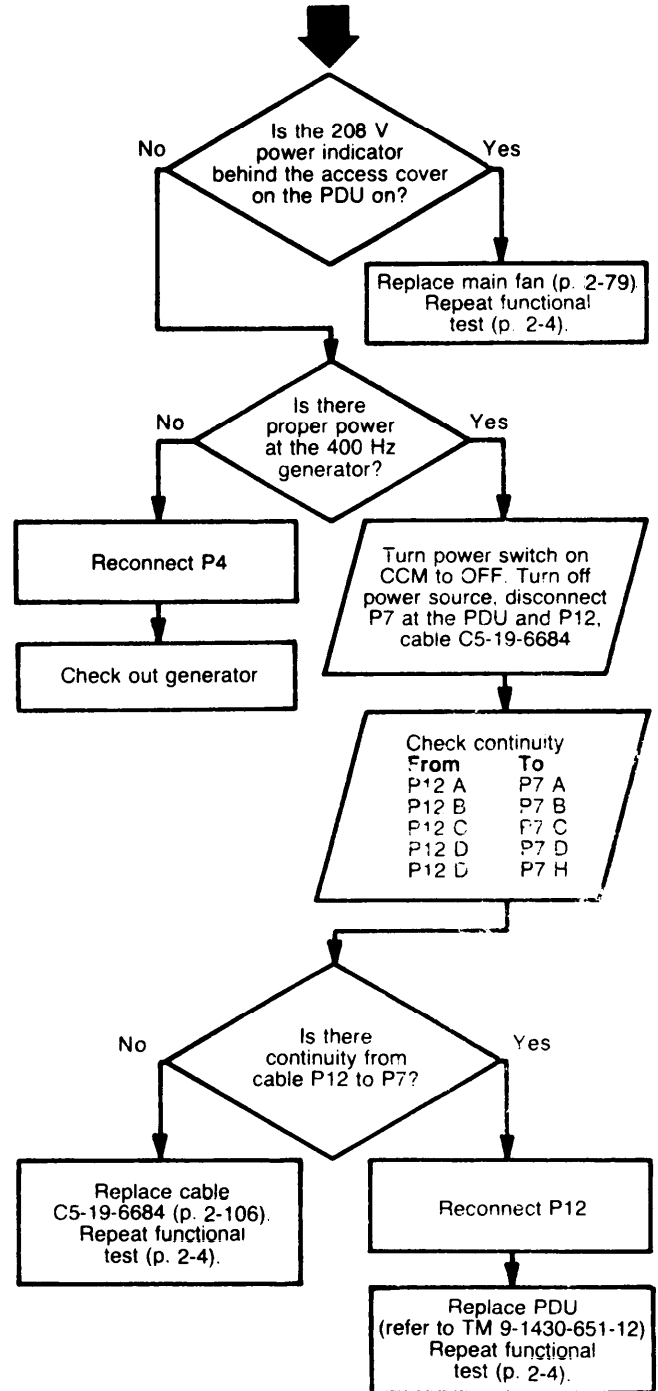 Is the 208 V
power indicator
behind the access cover
on the PDU on?
No
Yes
Replace main fan (p. 2-79)
Repeat functional
test (p. 2-4).
Is there
proper power
at the 400 Hz
generator?
No
Yes
Reconnect P4
Check out generator
Turn power switch on
CCM to OFF. Turn off
power source, disconnect
P7 at the PDU and P12,
cable C5-19-6684
Check continuity
From To
P12 A P7 A
P12 B P7 B
P12 C P7 C
P12 D P7 D
P12 D P7 H
Is there
continuity from
cable P12 to P7?
No
Yes
Replace cable
C5-19-6684 (p. 2-106).
Repeat functional
test (p. 2-4).
Reconnect P12
Replace PDU
(refer to TM 9-1430-651-12)
Repeat functional
test (p. 2-4).